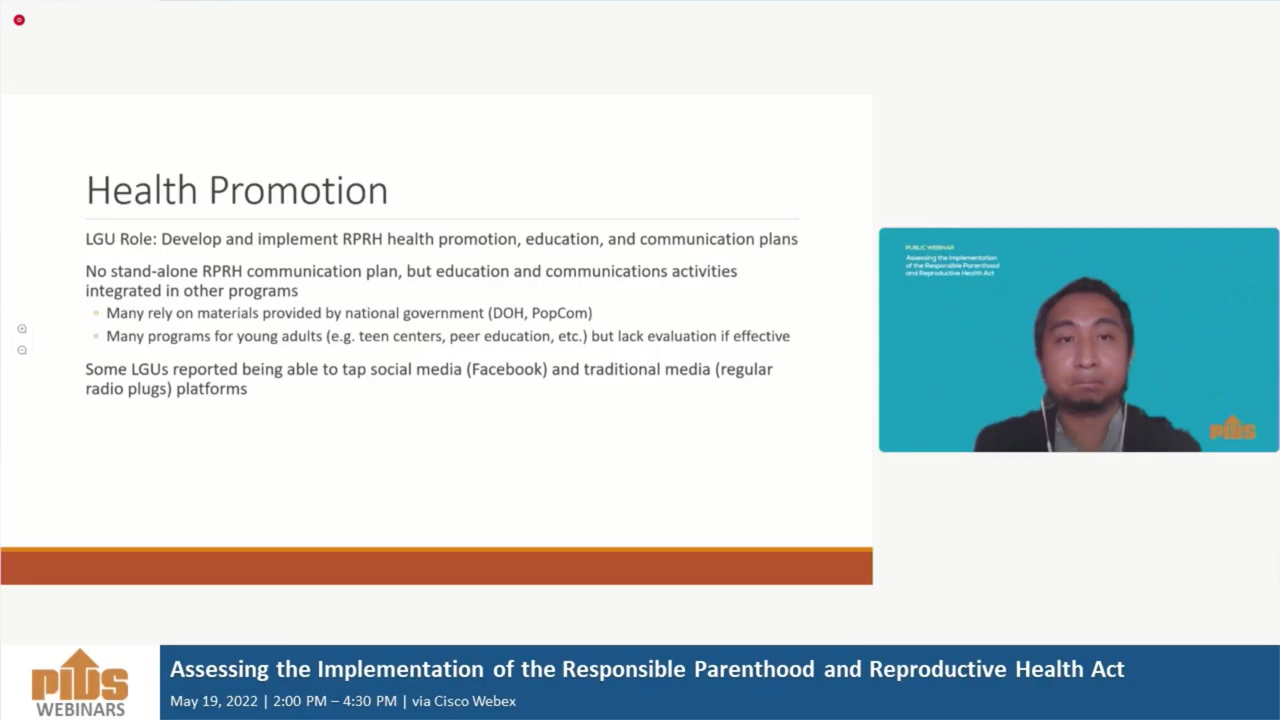 Health Promotion
LGU Role: Develop and implement RPRH health promotion, education, and communication plans
No stand-alone RPRH communication plan, but education and communications activities
integrated in other programs
Many rely on materials provided by national government (DOH, PopCom)
Many programs for young adults (e.g. teen centers, peer education, etc.) but lack evaluation if effective
Some LGUs reported being able to tap social media (Facebook) and traditional media (regular
radio plugs) platforms
PUBLIC WEBINAR
Assessing the Implementation
of the Responsible Parenthood
and Reproductive Health Act
PIDS
PIDS
WEBINARS
Assessing the Implementation of the Responsible Parenthood and Reproductive Health Act
May 19, 2022 | 2:00 PM – 4:30 PM | via Cisco Webex